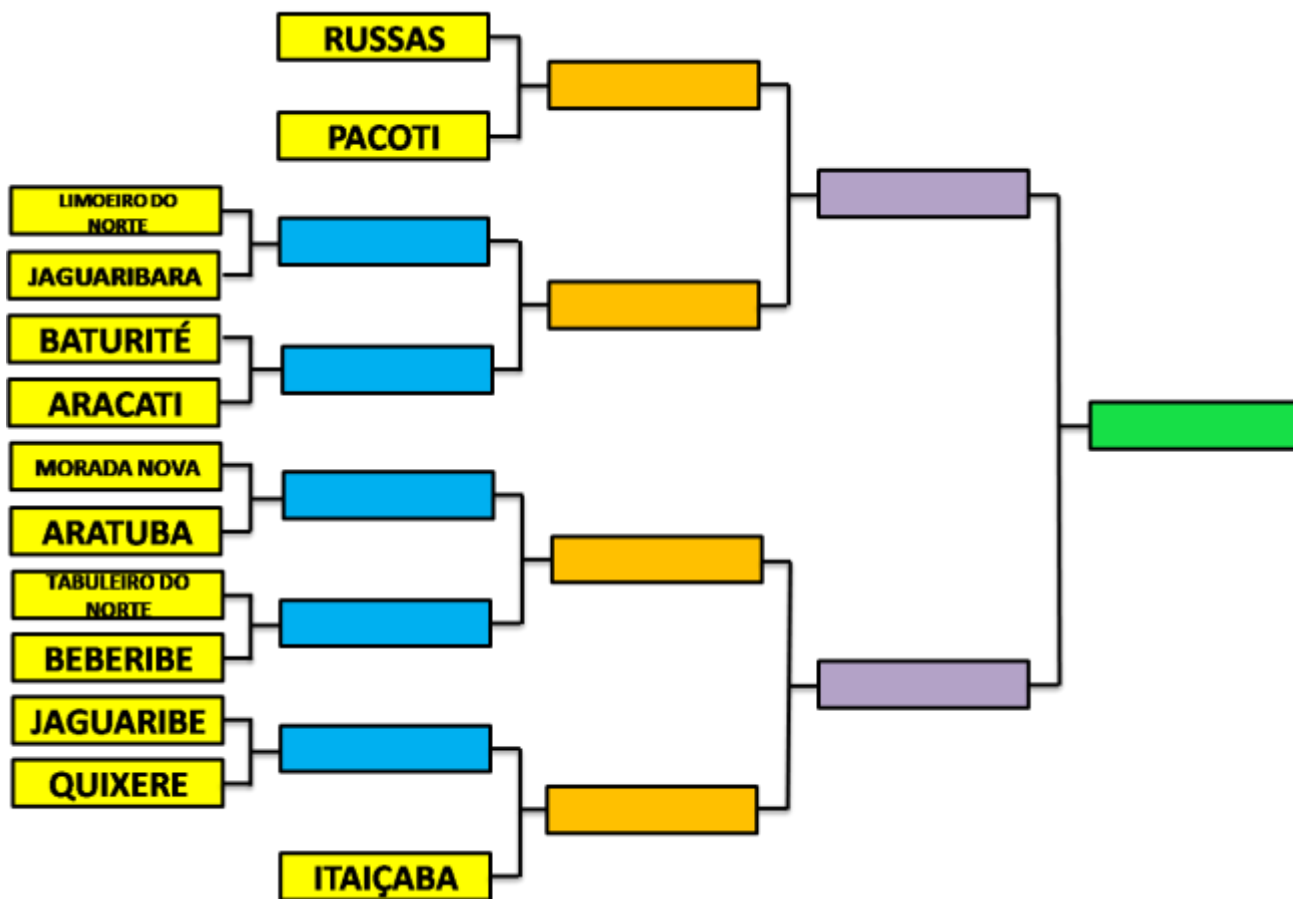 RUSSAS
PACOTI
LIMOEIRO DO
NORTE
JAGUARIBARA
BATURITÉ
ARACATI
MORADA NOVA
ARATUBA
TABULEIRO DO
NORTE
BEBERIBE
JAGUARIBE
QUIXERE
ITAIÇABA